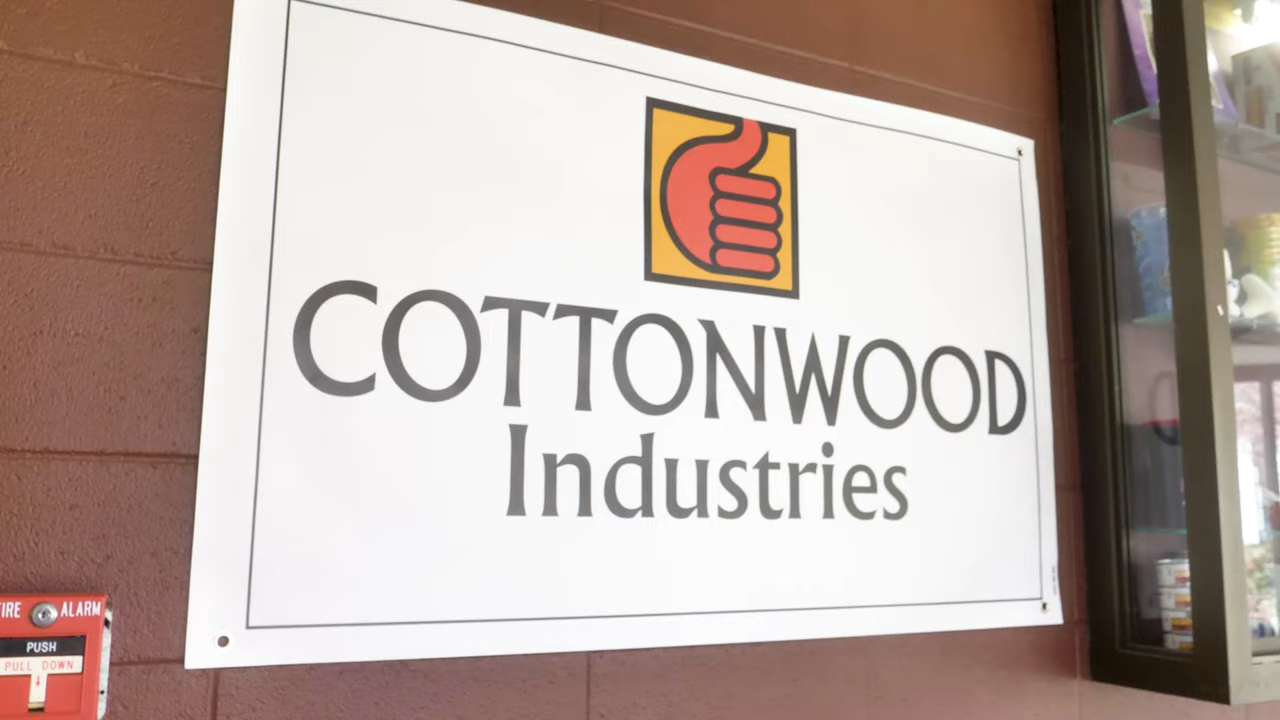 COTTONWOOD
Industries
FIRE ALARM
PUSH
PULL DOWN